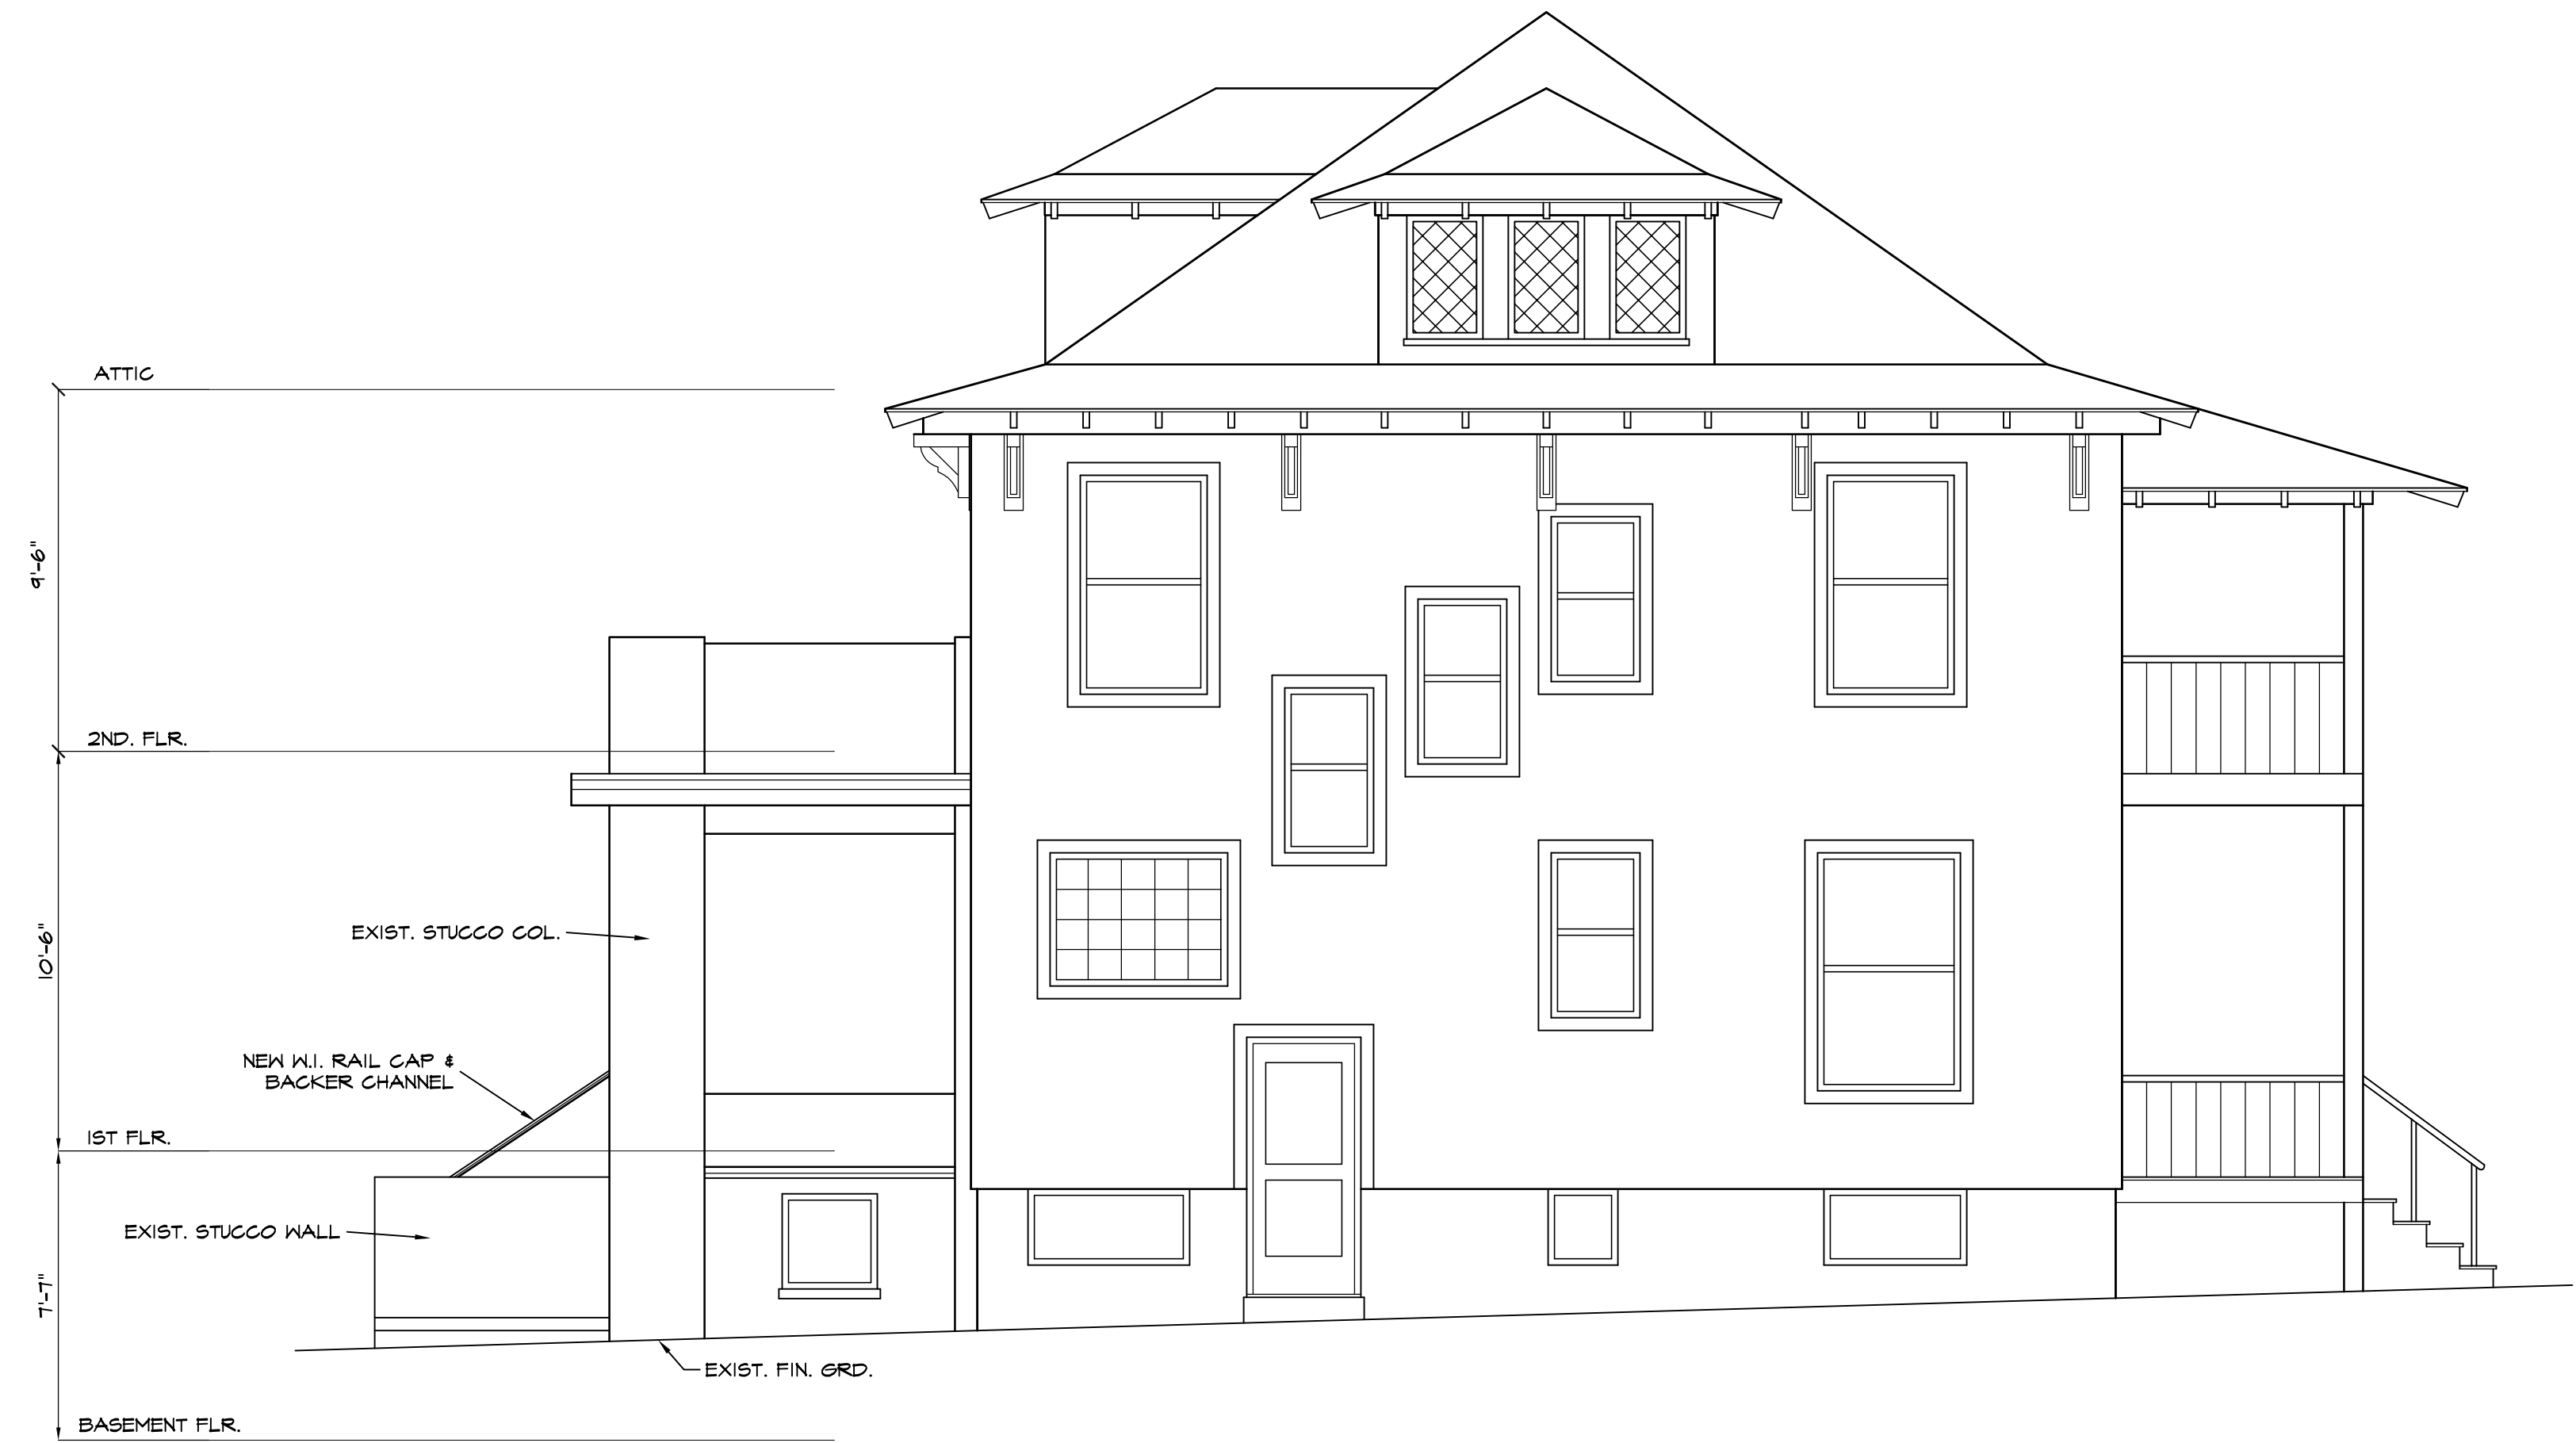 ATTIC
9'-6"
2ND. FLR.
EXIST. STUCCO COL.
10'-6"
NEW W.I. RAIL CAP &
BACKER CHANNEL
1ST FLR.
EXIST. STUCCO WALL
7'-7"
EXIST. FIN. GRD.
BASEMENT FLR.